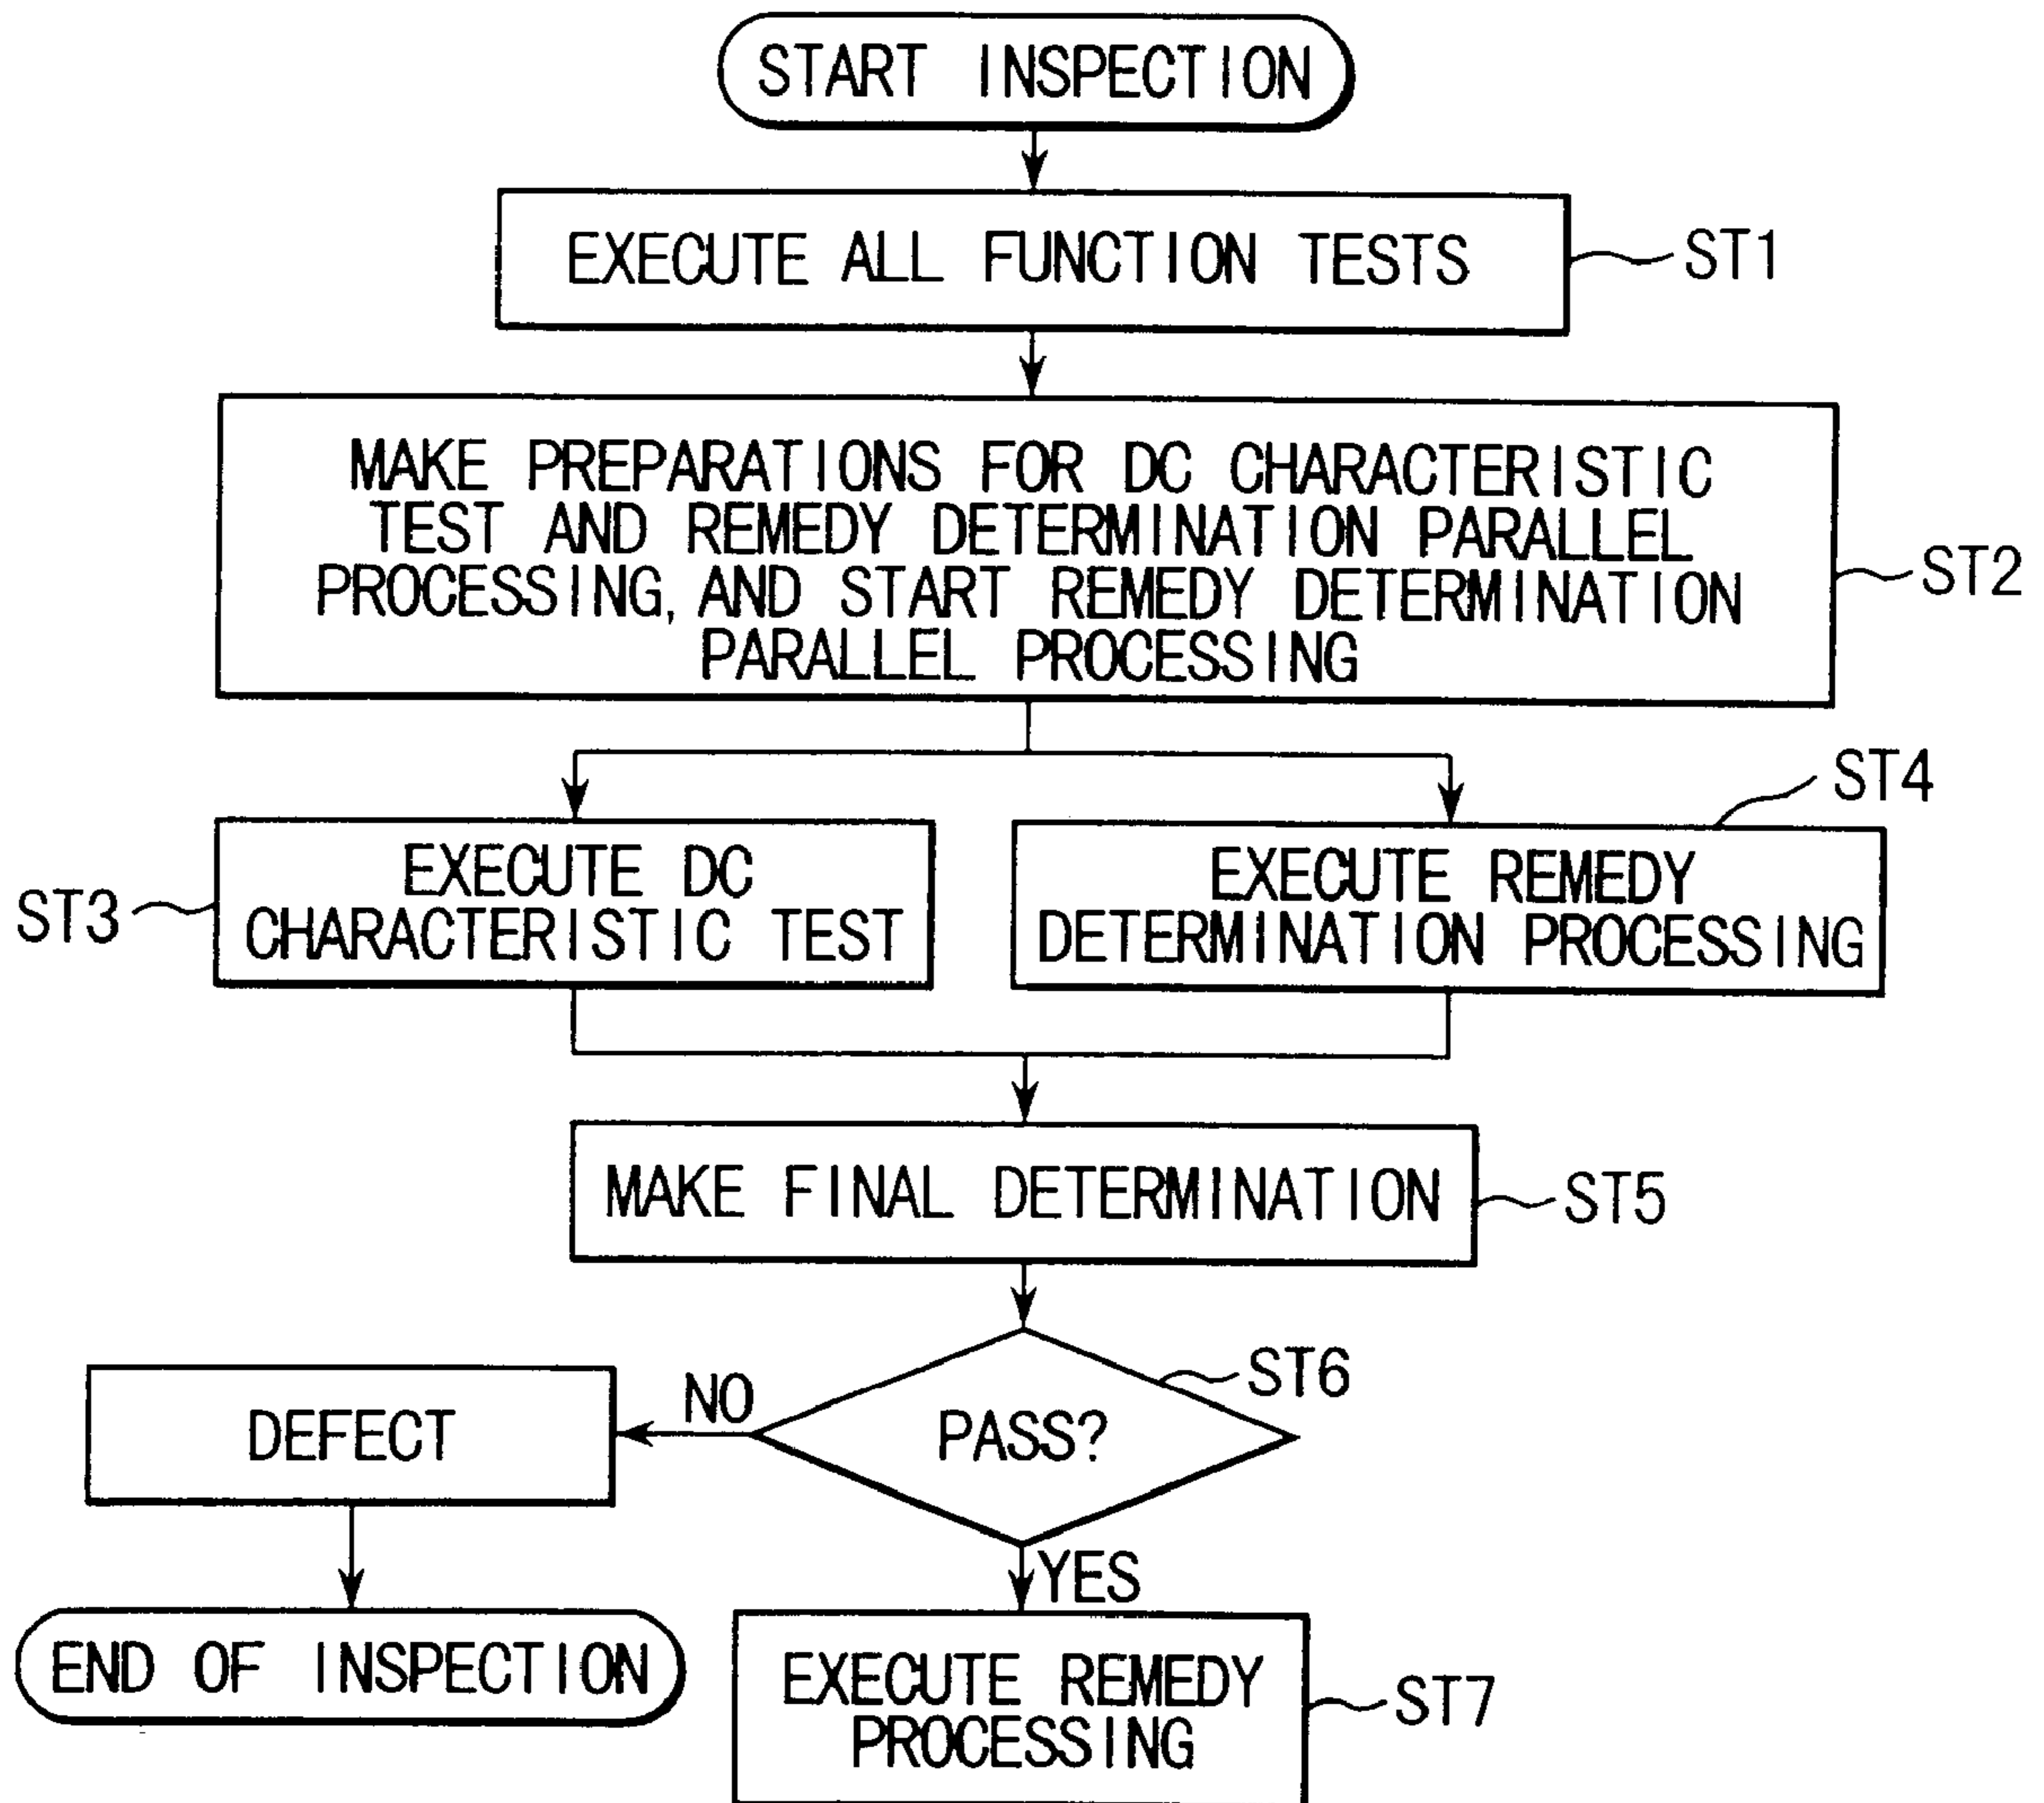 START INSPECTION
EXECUTE ALL FUNCTION TESTS
ST1
MAKE PREPARATIONS FOR DC CHARACTERISTIC
TEST AND REMEDY DETERMINATION PARALLEL
PROCESSING, AND START REMEDY DETERMINATION
PARALLEL PROCESSING
ST2
ST3
EXECUTE DC
CHARACTERISTIC TEST
ST4
EXECUTE REMEDY
DETERMINATION PROCESSING
MAKE FINAL DETERMINATION
ST5
ST6
PASS?
NO
DEFECT
YES
END OF INSPECTION
EXECUTE REMEDY
PROCESSING
ST7